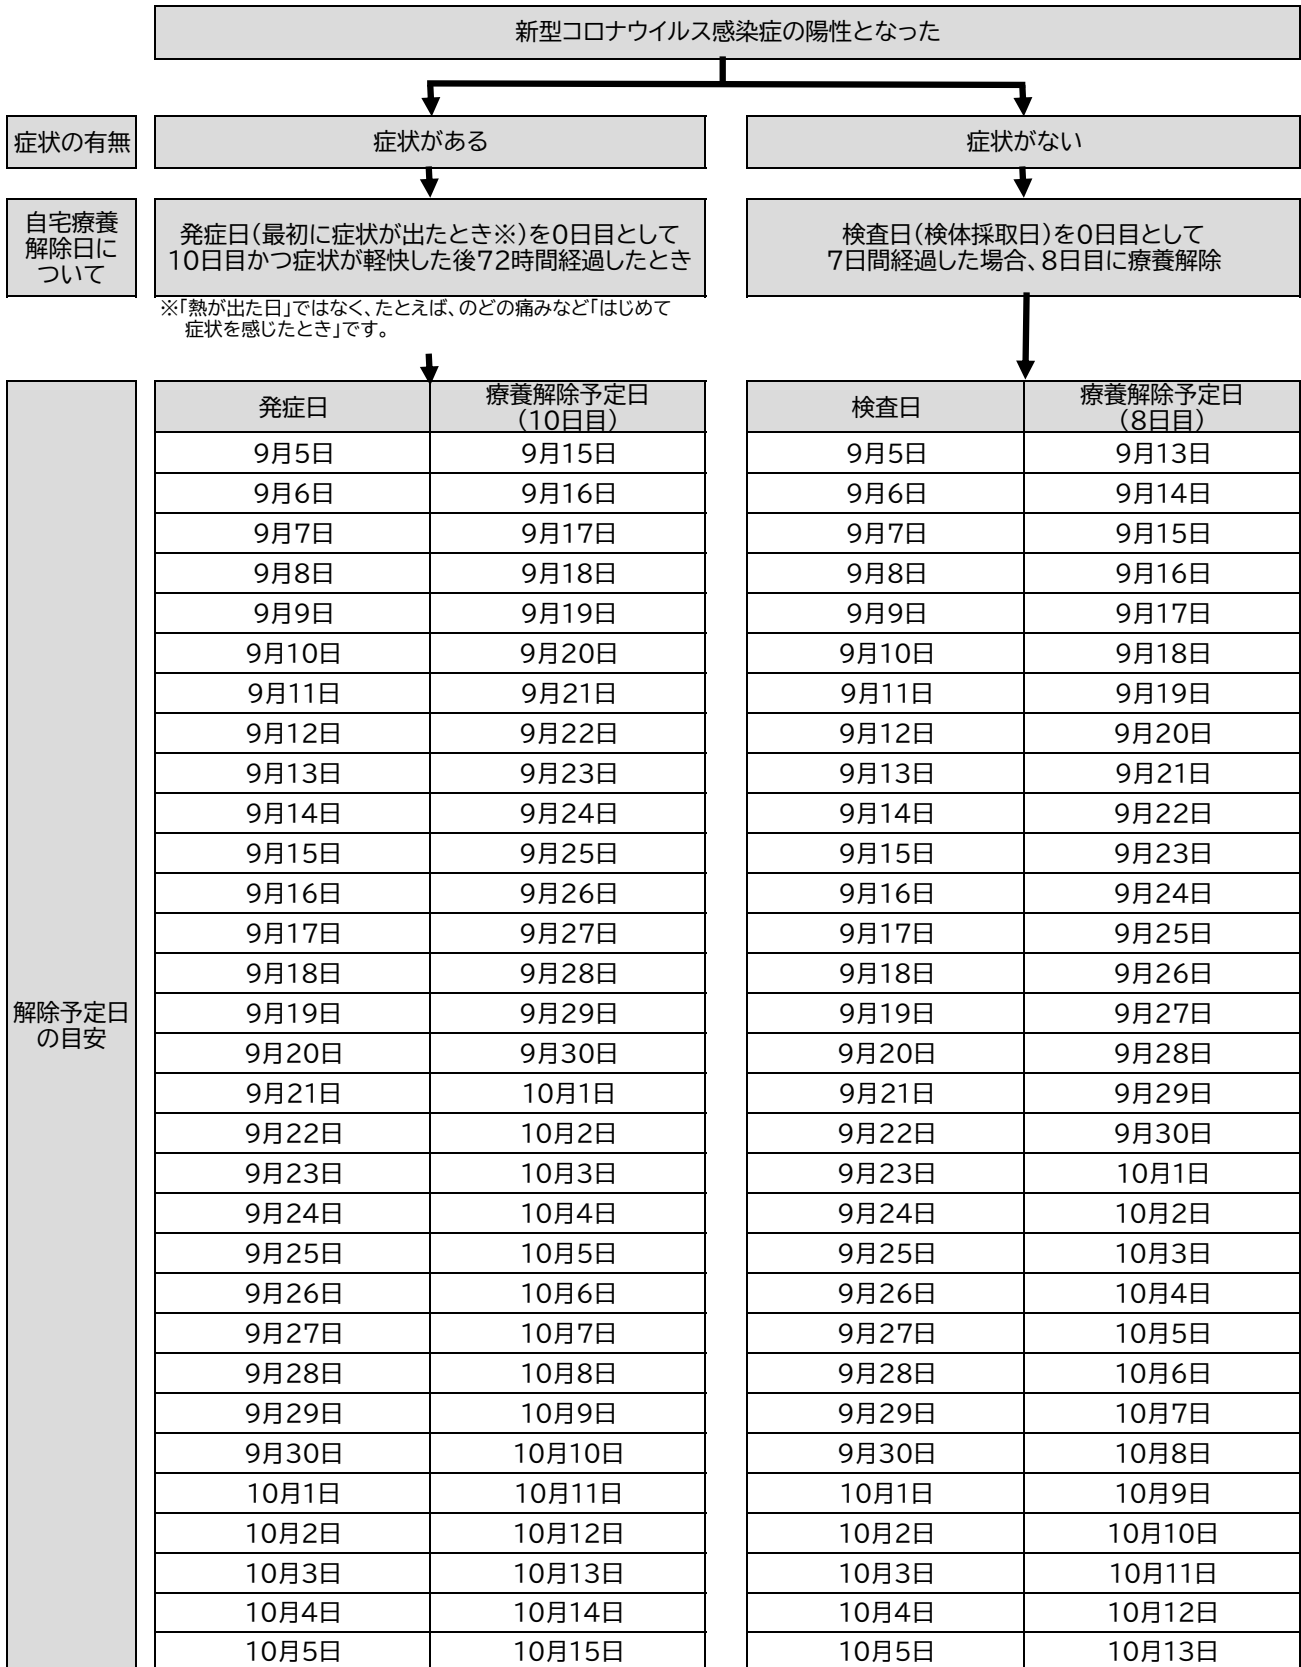 新型コロナウイルス感染症の陽性となった
症状の有無
症状がある
症状がない
自宅療養
解除日に
ついて
発症日(最初に症状が出たとき※)を0日目として
10日目かつ症状が軽快した後72時間経過したとき
検査日(検体採取日)を0日目として
7日間経過した場合、8日目に療養解除
※「熱が出た日」ではなく、たとえば、のどの痛みなど「はじめて
症状を感じたとき」です。
解除予定日
の目安
発症日 療養解除予定日
(10日目)
検査日 療養解除予定日
(8日目)
9月5日 9月15日 9月5日 9月13日
9月6日 9月16日 9月6日 9月14日
9月7日 9月17日 9月7日 9月15日
9月8日 9月18日 9月8日 9月16日
9月9日 9月19日 9月9日 9月17日
9月10日 9月20日 9月10日 9月18日
9月11日 9月21日 9月11日 9月19日
9月12日 9月22日 9月12日 9月20日
9月13日 9月23日 9月13日 9月21日
9月14日 9月24日 9月14日 9月22日
9月15日 9月25日 9月15日 9月23日
9月16日 9月26日 9月16日 9月24日
9月17日 9月27日 9月17日 9月25日
9月18日 9月28日 9月18日 9月26日
9月19日 9月29日 9月19日 9月27日
9月20日 9月30日 9月20日 9月28日
9月21日 10月1日 9月21日 9月29日
9月22日 10月2日 9月22日 9月30日
9月23日 10月3日 9月23日 10月1日
9月24日 10月4日 9月24日 10月2日
9月25日 10月5日 9月25日 10月3日
9月26日 10月6日 9月26日 10月4日
9月27日 10月7日 9月27日 10月5日
9月28日 10月8日 9月28日 10月6日
9月29日 10月9日 9月29日 10月7日
9月30日 10月10日 9月30日 10月8日
10月1日 10月11日 10月1日 10月9日
10月2日 10月12日 10月2日 10月10日
10月3日 10月13日 10月3日 10月11日
10月4日 10月14日 10月4日 10月12日
10月5日 10月15日 10月5日 10月13日